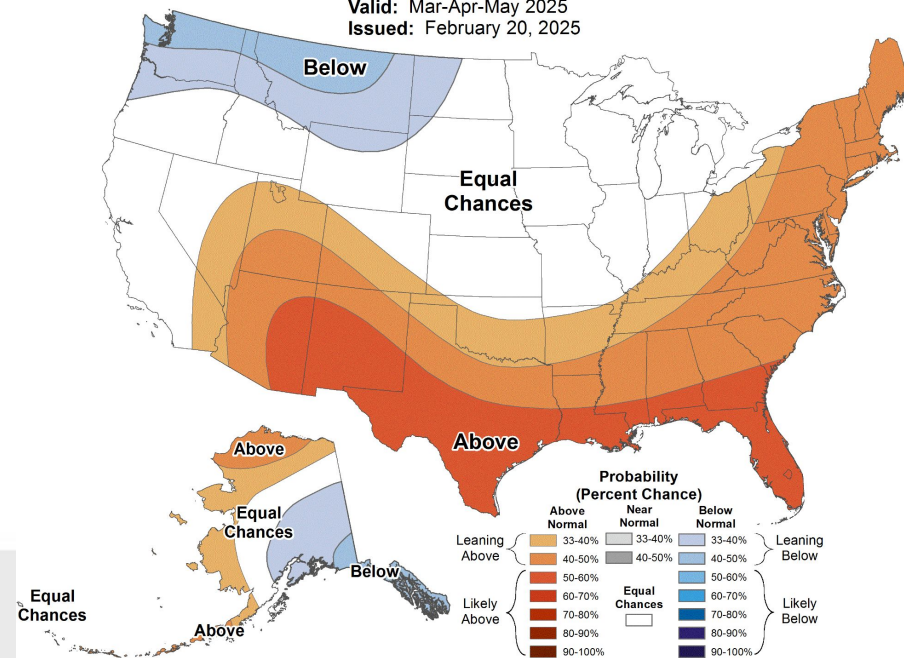 Valid: Mar-Apr-May 2025
Issued: February 20, 2025
Below
Equal
Chances
Above
Above
Equal
Chances
Below
Equal
Chances
Above
Probability
(Percent Chance)
Above
Normal
Near
Normal
Below
Normal
Leaning
Above
33-40%
40-50%
33-40%
40-50%
33-40%
40-50%
Leaning
Below
Likely
Above
50-60%
60-70%
70-80%
80-90%
90-100%
Equal
Chances
50-60%
60-70%
70-80%
80-90%
90-100%
Likely
Below